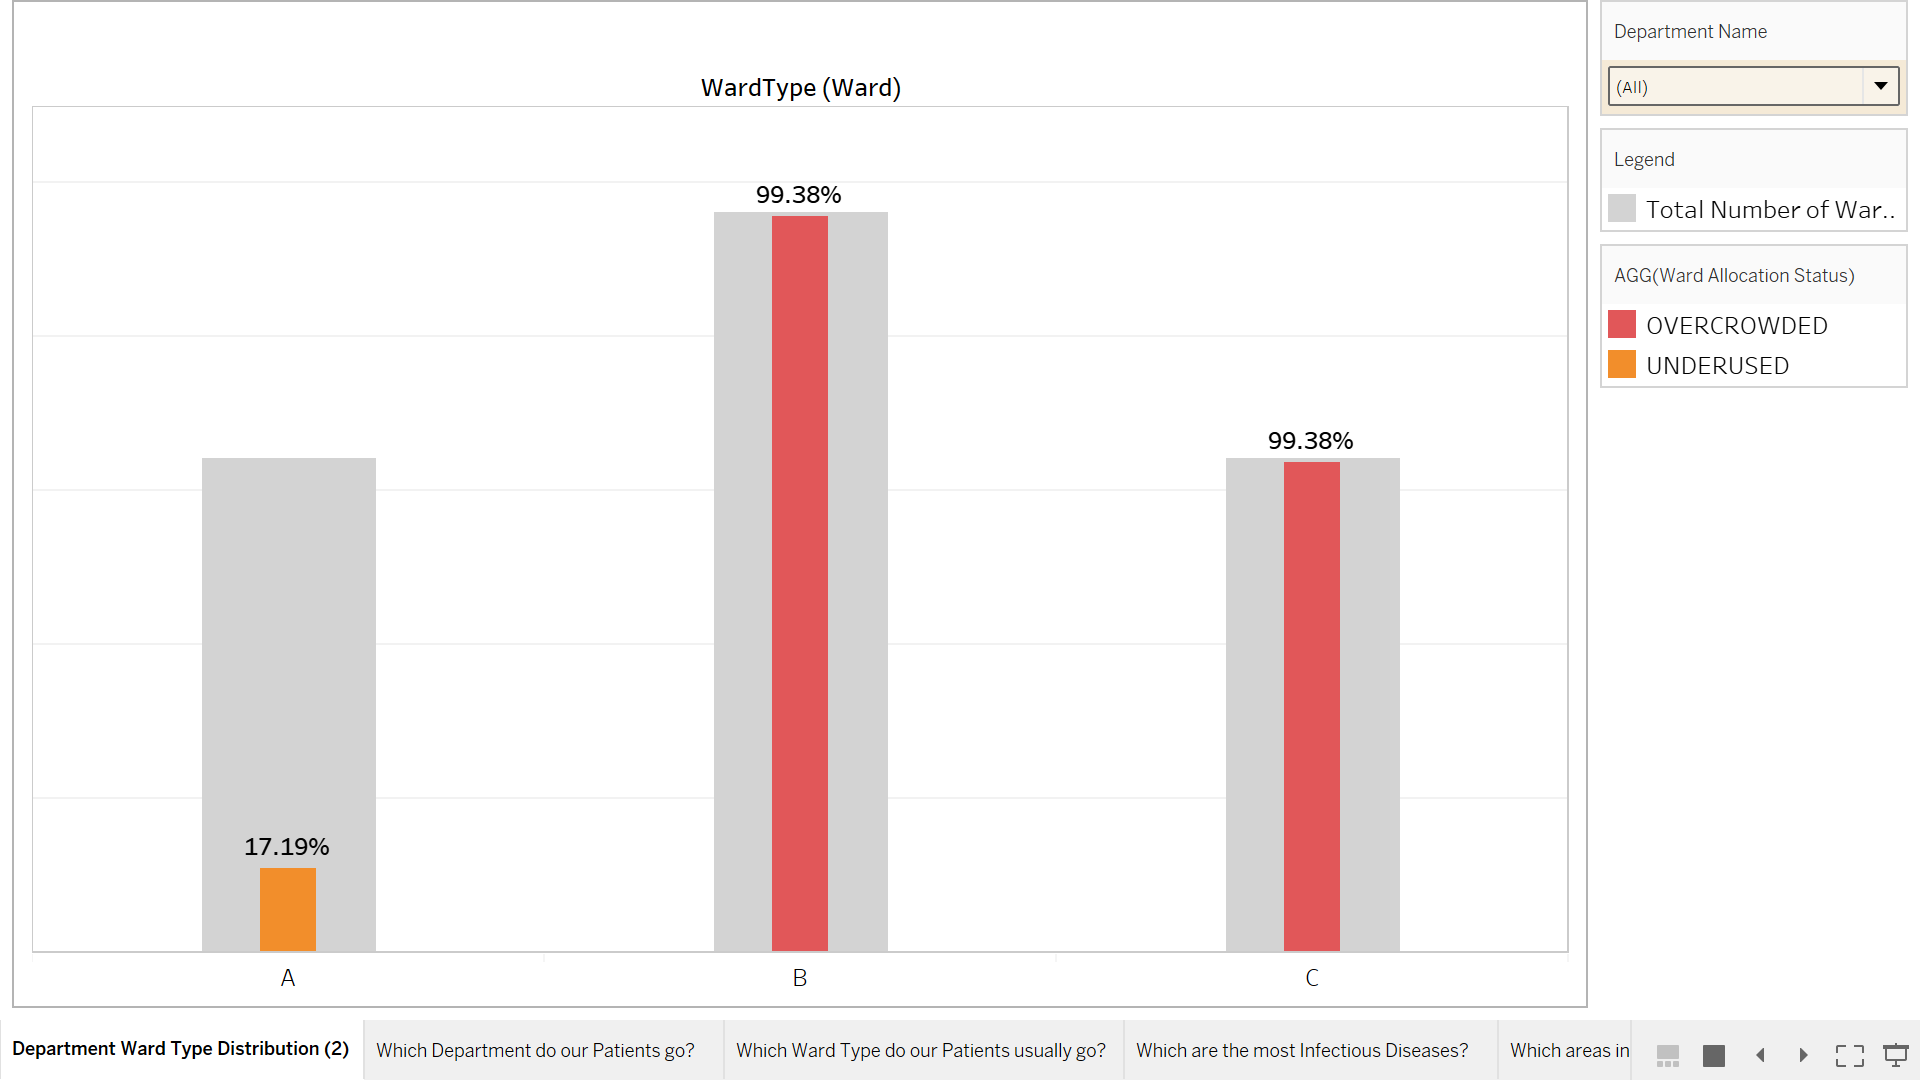 WardType (Ward)
99.38%
99.38%
17.19%
A
B
C
Department Name
(All)
Legend
Total Number of War..
AGG(Ward Allocation Status)
OVERCROWDED
UNDERUSED
Department Ward Type Distribution (2)
Which Department do our Patients go?
Which Ward Type do our Patients usually go?
Which are the most Infectious Diseases?
Which areas in